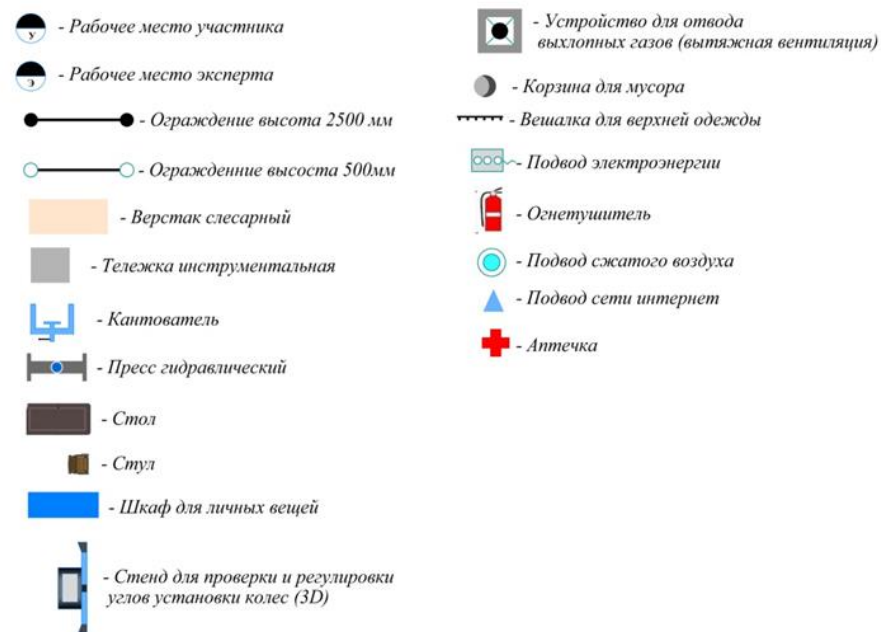 У - Рабочее место участника
Э - Рабочее место эксперта
- Ограждение высота 2500 мм
- Огражденние высоста 500мм
- Верстак слесарный
- Тележка инструментальная
- Кантователь
- Пресс гидравлический
- Стол
- Стул
- Шкаф для личных вещей
- Стенд для проверки и регулировки
углов установки колес (3D)
- Устройство для отвода
выхлопных газов (вытяжная вентиляция)
- Корзина для мусора
- Вешалка для верхней одежды
- Подвод электроэнергии
- Огнетушитель
- Подвод сжатого воздуха
- Подвод сети интернет
- Аптечка